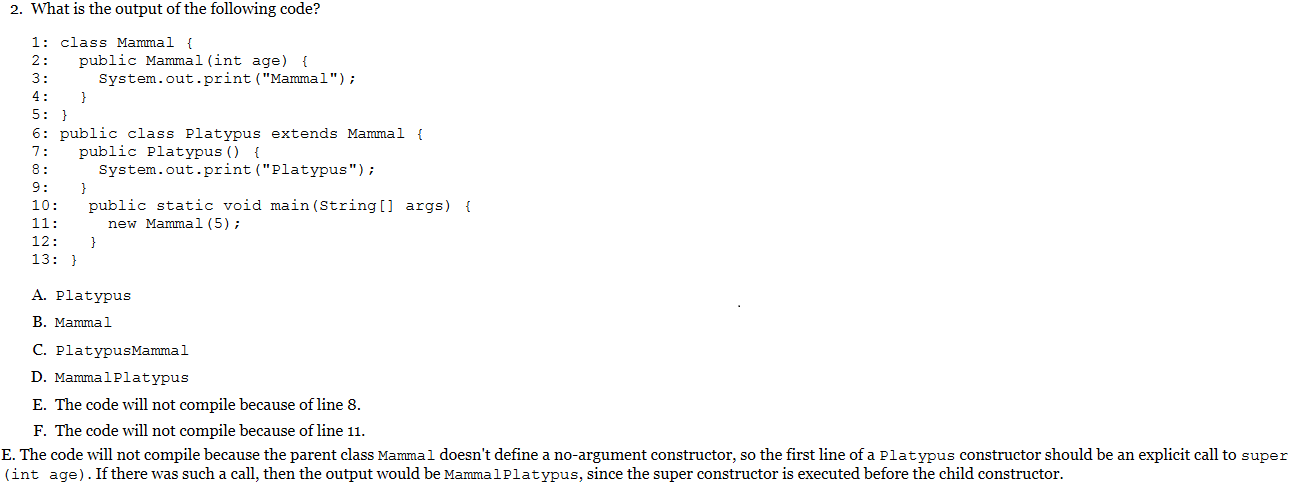 2. What is the output of the following code?
1: class Mammal {
2:   public Mammal(int age) {
3:     System.out.print("Mammal");
4:   }
5: }
6: public class Platypus extends Mammal {
7:   public Platypus() {
8:     System.out.print("Platypus");
9:   }
10:   public static void main(String[] args) {
11:     new Mammal(5);
12:   }
13: }
A. Platypus
B. Mammal
C. PlatypusMammal
D. MammalPlatypus
E. The code will not compile because of line 8.
F. The code will not compile because of line 11.
E. The code will not compile because the parent class Mammal doesn't define a no-argument constructor, so the first line of a Platypus constructor should be an explicit call to super
(int age). If there was such a call, then the output would be MammalPlatypus, since the super constructor is executed before the child constructor.